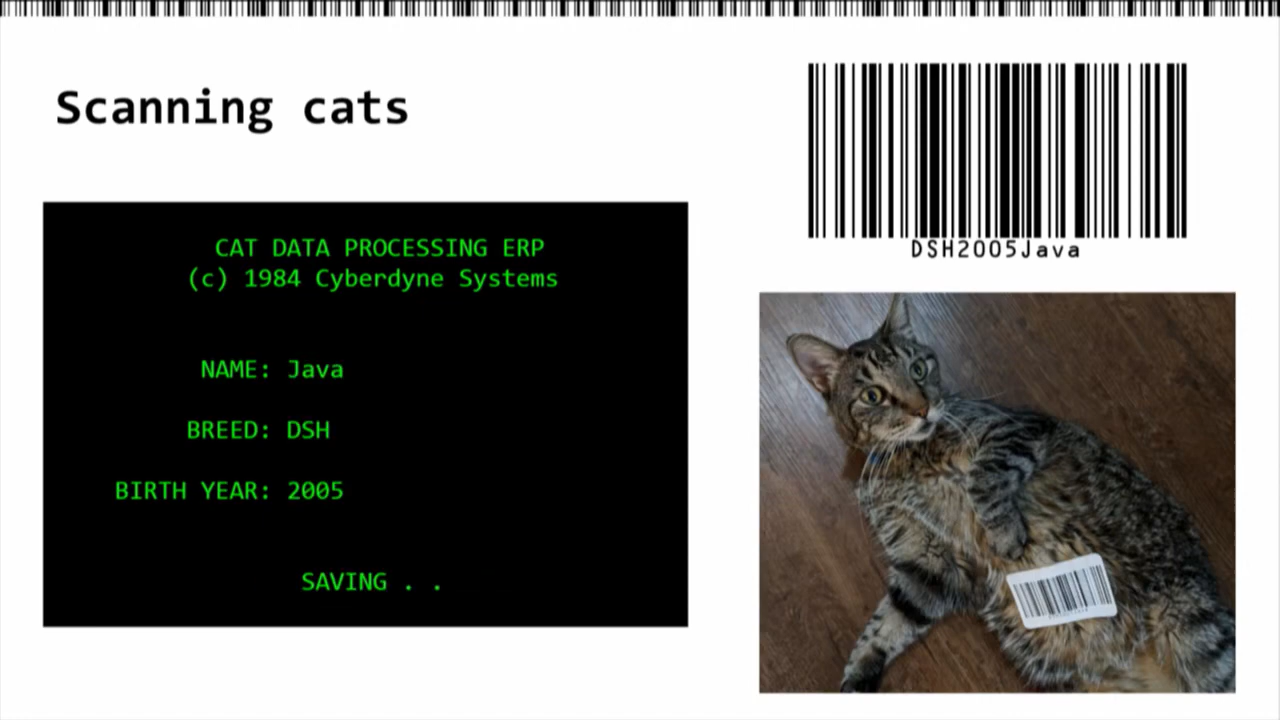 Scanning cats
CAT DATA PROCESSING ERP
(c) 1984 Cyberdyne Systems
NAME: Java
BREED: DSH
BIRTH YEAR: 2005
SAVING . .
DSH2005Java